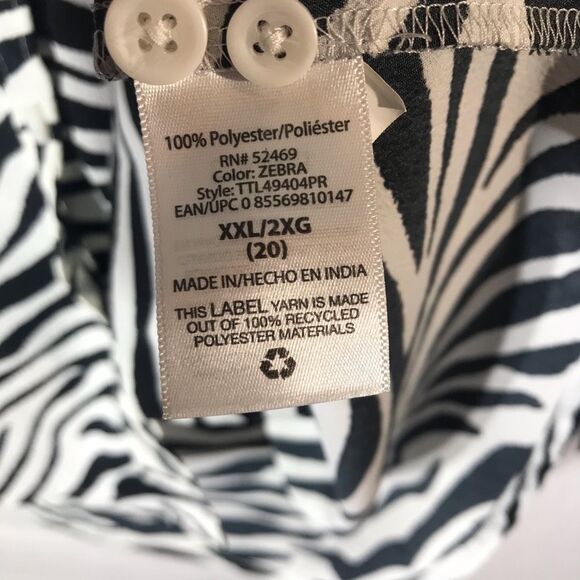 100% Polyester/Poliéster
RN# 52469
Color: ZEBRA
Style: TTL49404PR
EAN/UPC 0 85569810147
XXL/2XG
(20)
MADE IN/HECHO EN INDIA
THIS LABEL YARN IS MADE
OUT OF 100% RECYCLED
POLYESTER MATERIALS